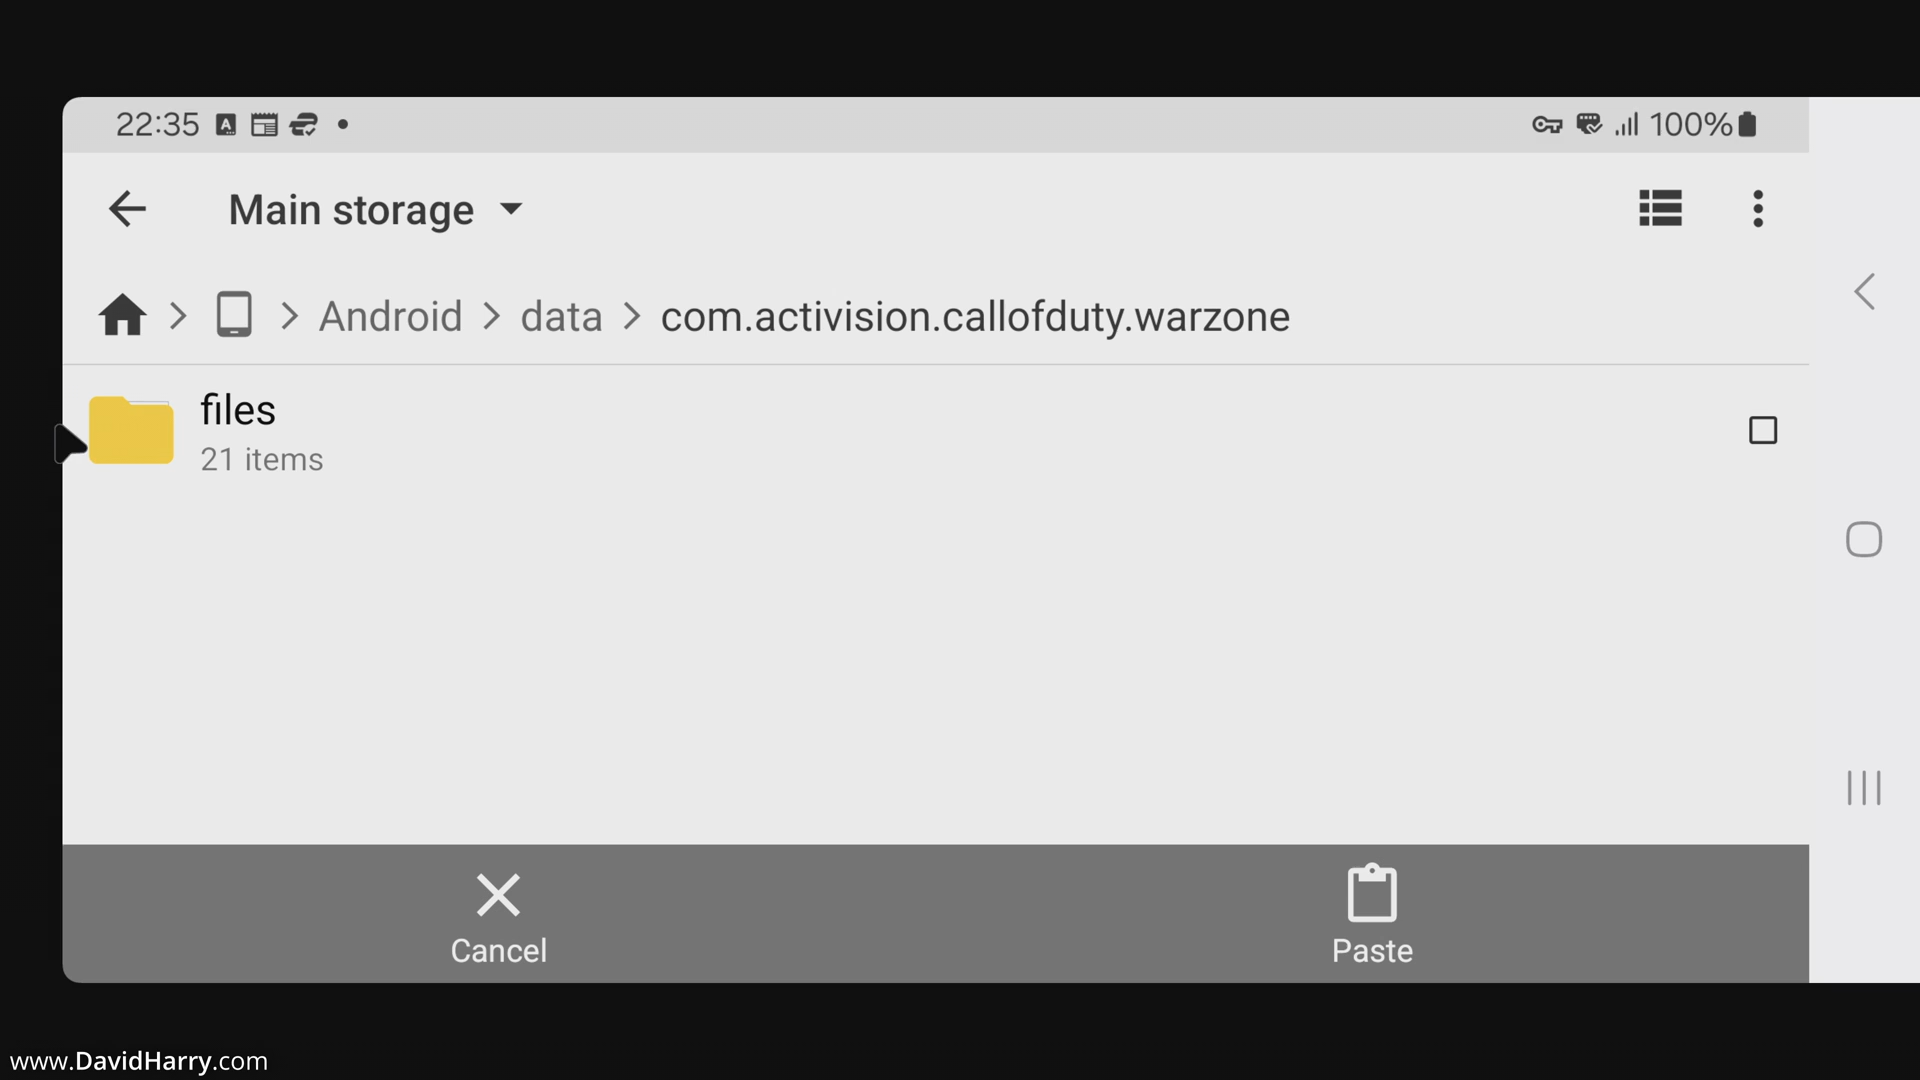 22:35
100%
Main storage
Android > data > com.activision.callofduty.warzone
files
21 items
Cancel
Paste
www.DavidHarry.com